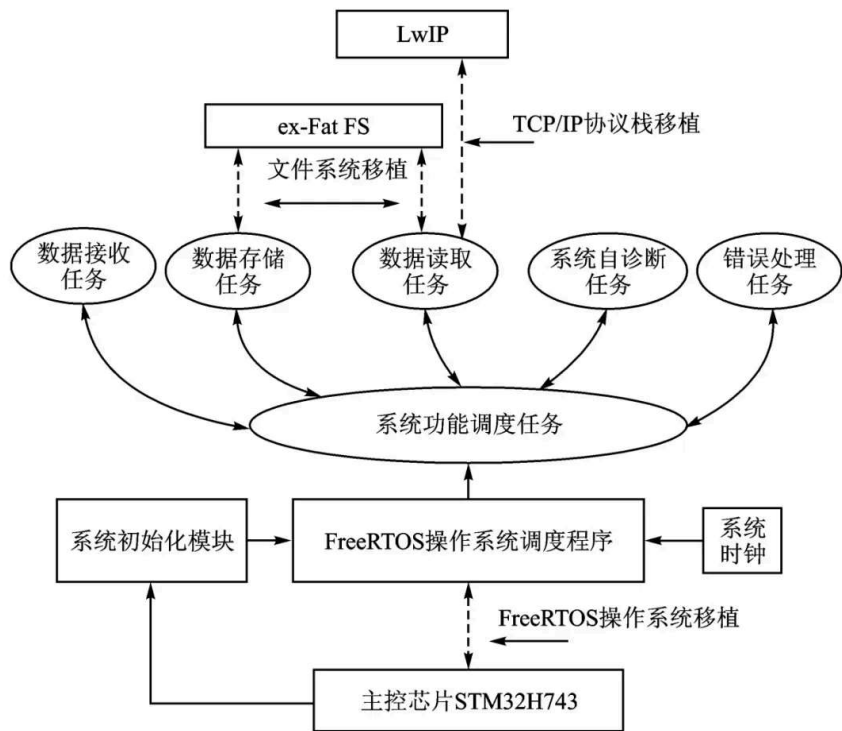 LwIP
ex-Fat FS
TCP/IP协议栈移植
文件系统移植
数据接收
任务
数据存储
任务
数据读取
任务
系统自诊断
任务
错误处理
任务
系统功能调度任务
系统初始化模块
FreeRTOS操作系统调度程序
系统
时钟
FreeRTOS操作系统移植
主控芯片STM32H743